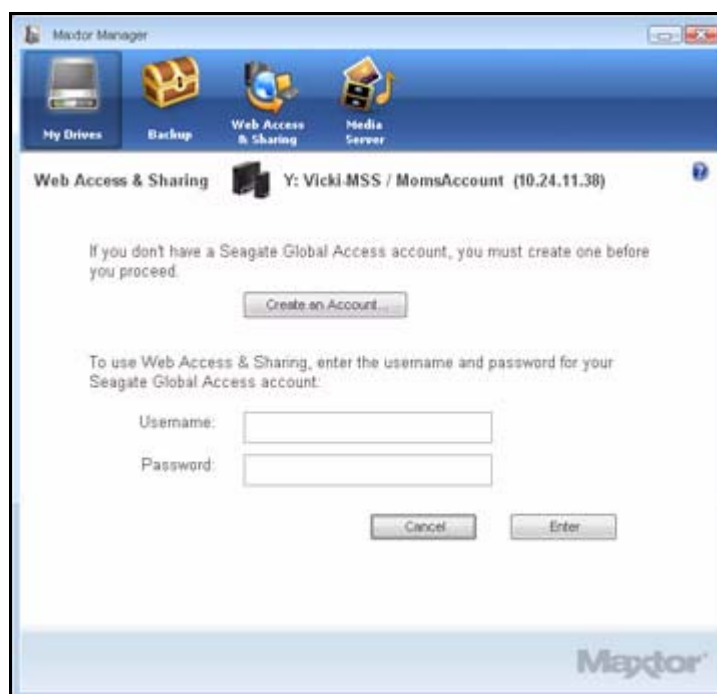 Maxtor Manager
My Drives
Backup
Web Access
& Sharing
Media
Server
Web Access & Sharing
Y: Vicki-MSS / MomsAccount (10.24.11.38)
If you don't have a Seagate Global Access account, you must create one before
you proceed.
Create an Account...
To use Web Access & Sharing, enter the username and password for your
Seagate Global Access account:
Username:
Password:
Cancel
Enter
Maxtor